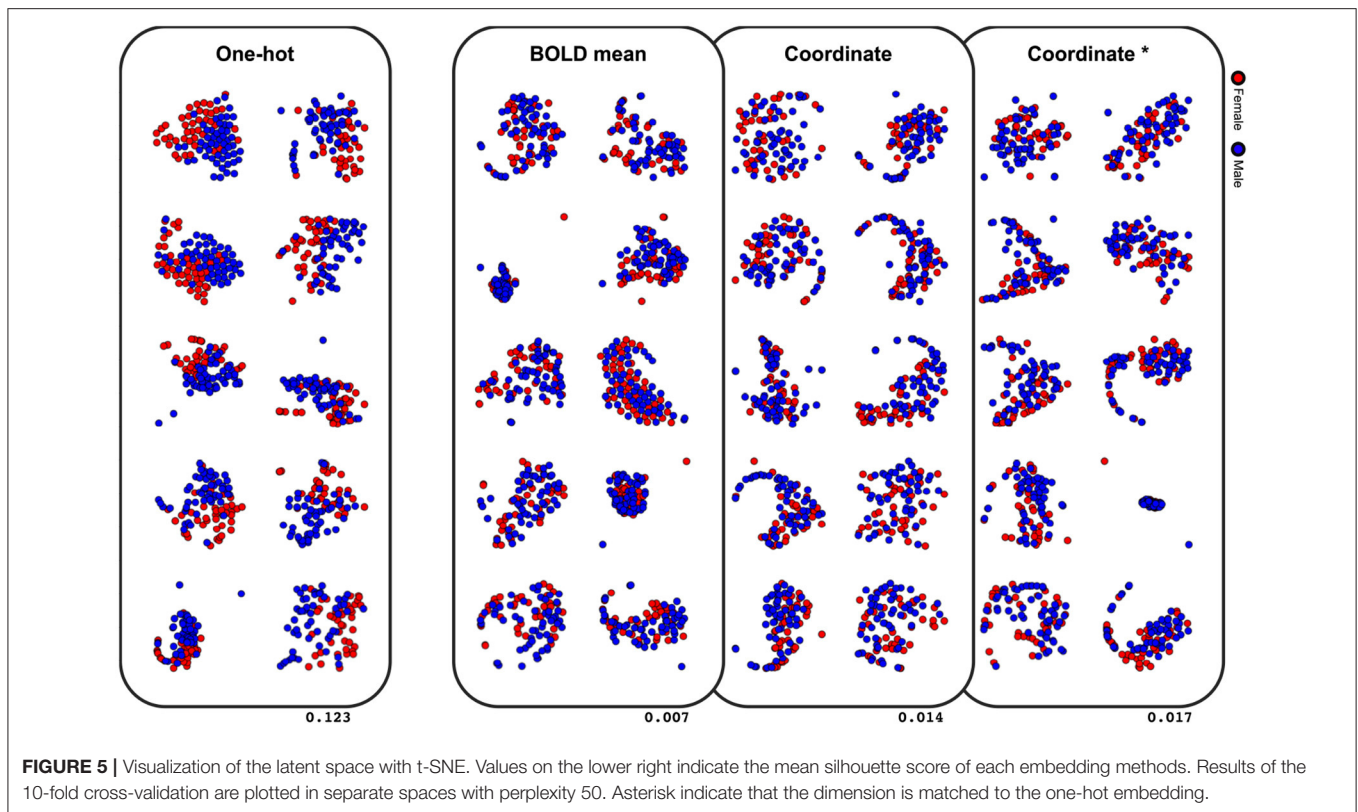 One-hot
BOLD mean
Coordinate
Coordinate *
Female
Male
0.123
0.007
0.014
0.017
FIGURE 5 | Visualization of the latent space with t-SNE. Values on the lower right indicate the mean silhouette score of each embedding methods. Results of the
10-fold cross-validation are plotted in separate spaces with perplexity 50. Asterisk indicate that the dimension is matched to the one-hot embedding.